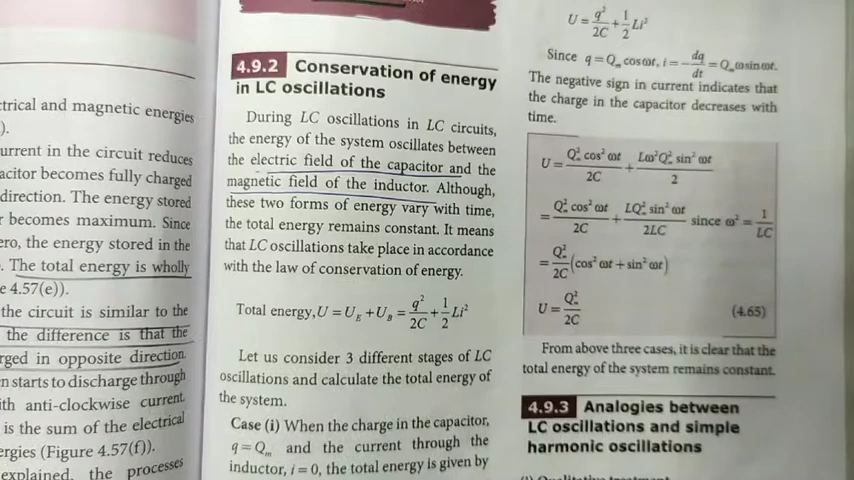 trical and magnetic energies
).
urrent in the circuit reduces
acitor becomes fully charged
direction. The energy stored
r becomes maximum. Since
ero, the energy stored in the
. The total energy is wholly
e 4.57(e)).
the circuit is similar to the
the difference is that the
rged in opposite direction.
n starts to discharge through
ith anti-clockwise current.
is the sum of the electrical
ergies (Figure 4.57(f)).
explained, the processes
4.9.2 Conservation of energy
in LC oscillations
During LC oscillations in LC circuits,
the energy of the system oscillates between
the electric field of the capacitor and the
magnetic field of the inductor. Although,
these two forms of energy vary with time,
the total energy remains constant. It means
that LC oscillations take place in accordance
with the law of conservation of energy.
Total energy, U = U_E + U_B = q²/2C + 1/2 Li²
Let us consider 3 different stages of LC
oscillations and calculate the total energy of
the system.
Case (i) When the charge in the capacitor,
q = Q_m and the current through the
inductor, i = 0, the total energy is given by
U = q²/2C + 1/2 Li²
Since q = Q_m cos ωt, i = -dq/dt = Q_m ω sin ωt.
The negative sign in current indicates that
the charge in the capacitor decreases with
time.
U = Q_m² cos² ωt/2C + Lω²Q_m² sin² ωt/2
= Q_m² cos² ωt/2C + LQ_m² sin² ωt/2LC since ω² = 1/LC
= Q_m²/2C (cos² ωt + sin² ωt)
U = Q_m²/2C (4.65)
From above three cases, it is clear that the
total energy of the system remains constant.
4.9.3 Analogies between
LC oscillations and simple
harmonic oscillations